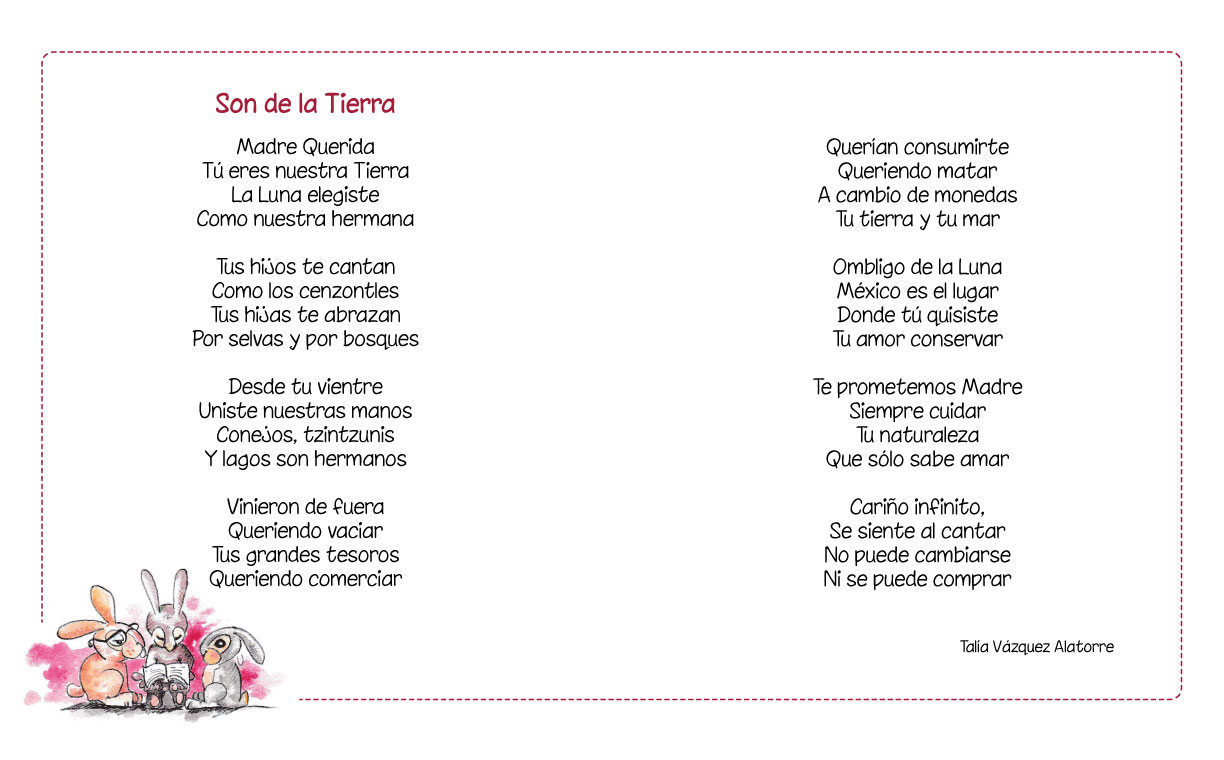 Son de la Tierra
Madre Querida
Tú eres nuestra Tierra
La Luna elegiste
Como nuestra hermana
Tus hijos te cantan
Como los cenzontles
Tus hijas te abrazan
Por selvas y por bosques
Desde tu vientre
Uniste nuestras manos
Conejos, tzintzunis
Y lagos son hermanos
Vinieron de fuera
Queriendo vaciar
Tus grandes tesoros
Queriendo comerciar
Querían consumirte
Queriendo matar
A cambio de monedas
Tu tierra y tu mar
Ombligo de la Luna
México es el lugar
Donde tú quisiste
Tu amor conservar
Te prometemos Madre
Siempre cuidar
Tu naturaleza
Que sólo sabe amar
Cariño infinito,
Se siente al cantar
No puede cambiarse
Ni se puede comprar
Talía Vázquez Alatorre